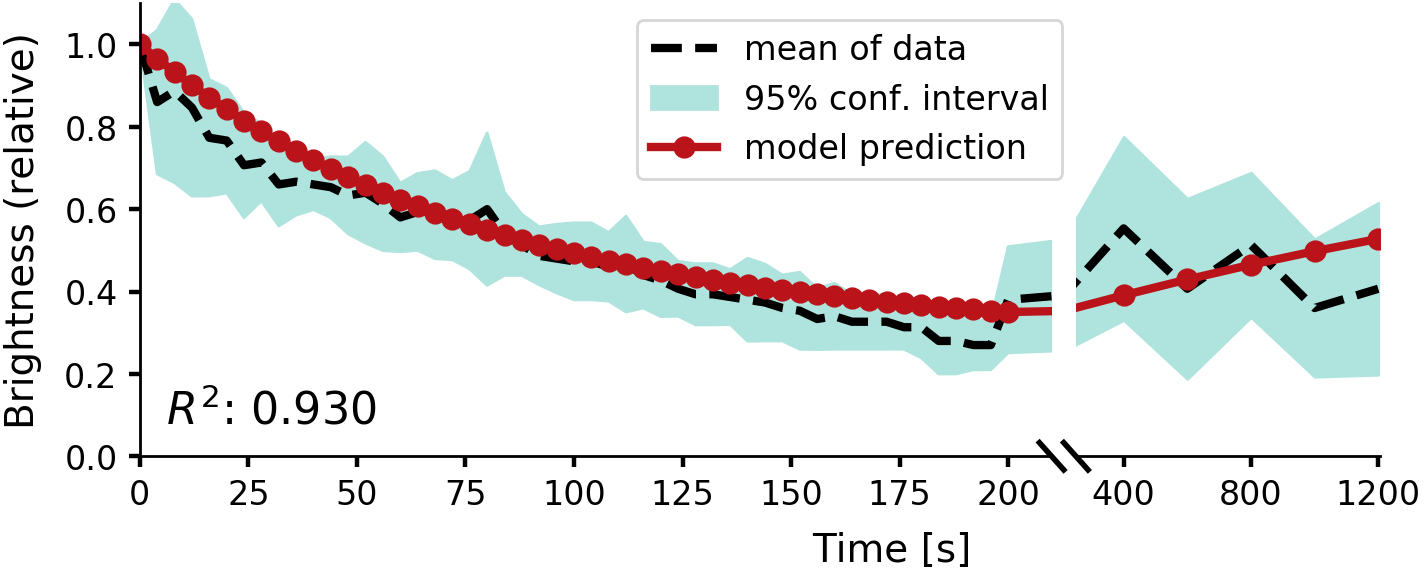 Brightness (relative)
1.0
0.8
0.6
0.4
0.2
0.0
mean of data
95% conf. interval
model prediction
R²: 0.930
0 25 50 75 100 125 150 175 200 400 800 1200
Time [s]